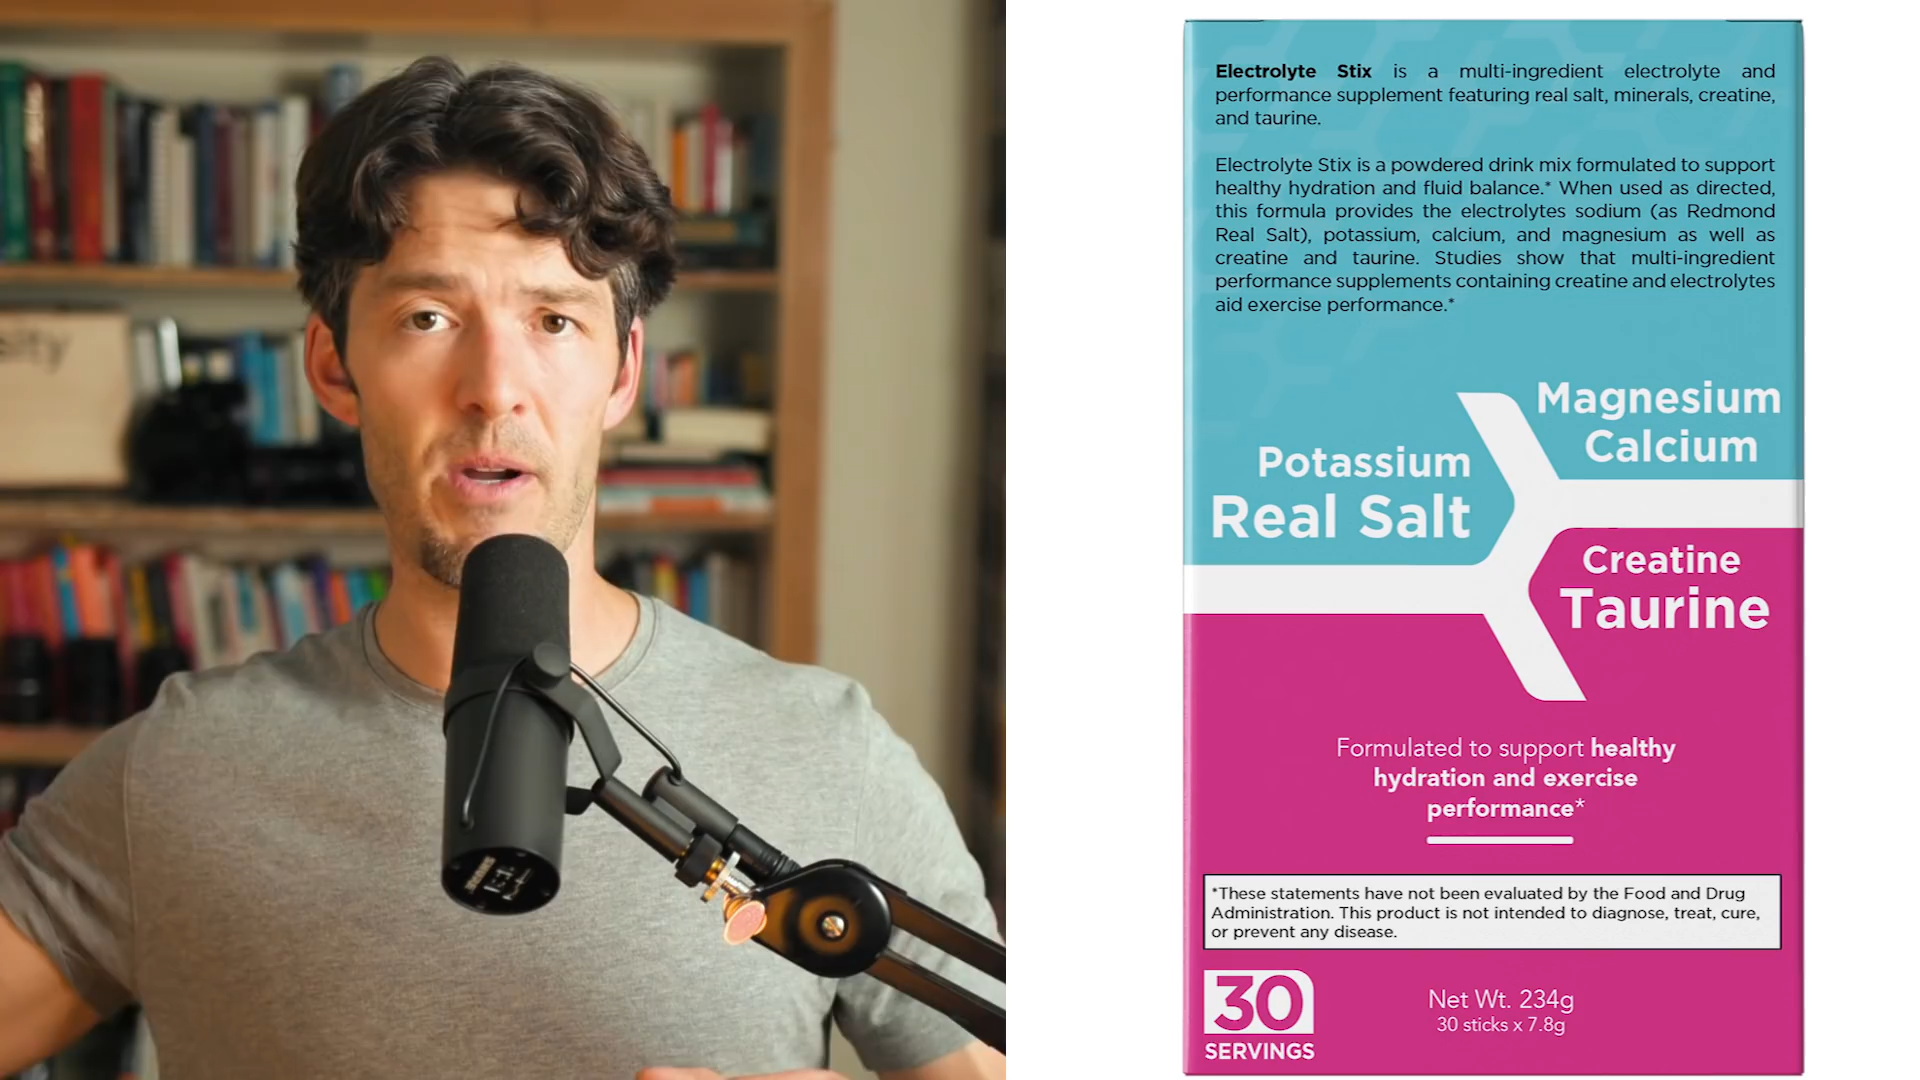 sity
Electrolyte Stix is a multi-ingredient electrolyte and
performance supplement featuring real salt, minerals, creatine,
and taurine.
Electrolyte Stix is a powdered drink mix formulated to support
healthy hydration and fluid balance.* When used as directed,
this formula provides the electrolytes sodium (as Redmond
Real Salt), potassium, calcium, and magnesium as well as
creatine and taurine. Studies show that multi-ingredient
performance supplements containing creatine and electrolytes
aid exercise performance.*
Magnesium
Calcium
Potassium
Real Salt
Creatine
Taurine
Formulated to support healthy
hydration and exercise
performance*
*These statements have not been evaluated by the Food and Drug
Administration. This product is not intended to diagnose, treat, cure,
or prevent any disease.
30
SERVINGS
Net Wt. 234g
30 sticks x 7.8g